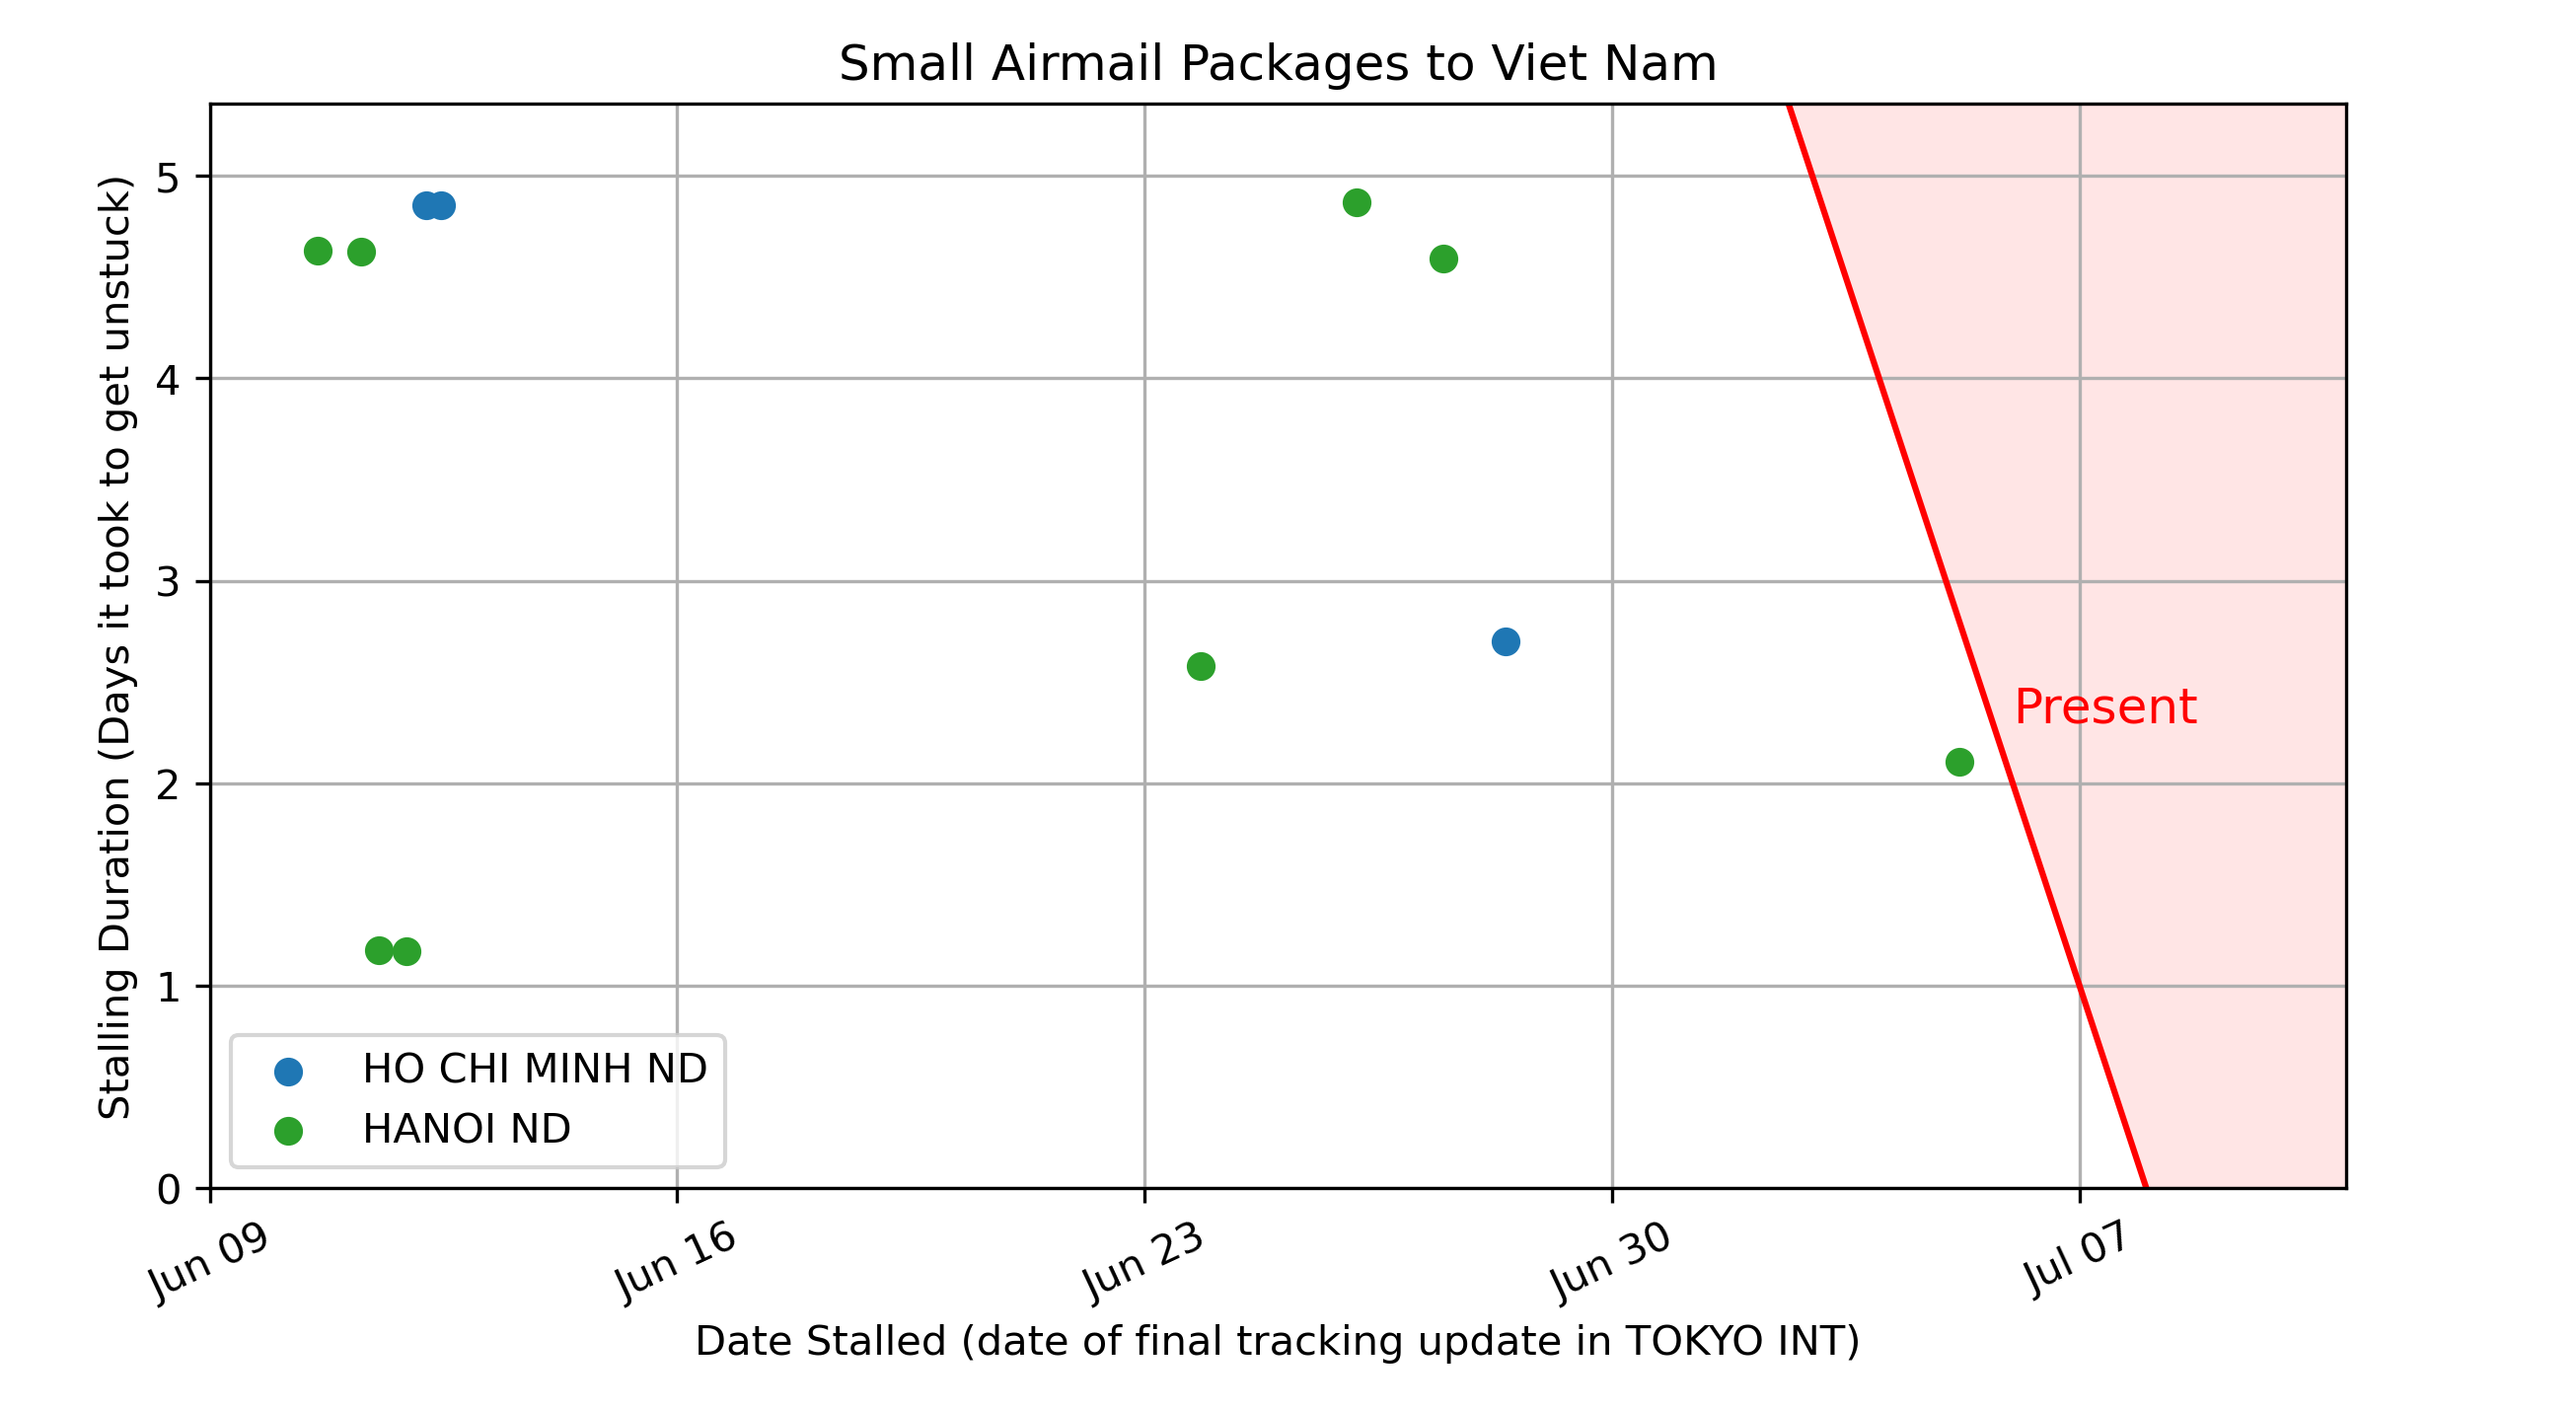 Small Airmail Packages to Viet Nam
Stalling Duration (Days it took to get unstuck)
5
4
3
2
1
0
Present
HO CHI MINH ND
HANOI ND
Jun 09
Jun 16
Jun 23
Jun 30
Jul 07
Date Stalled (date of final tracking update in TOKYO INT)